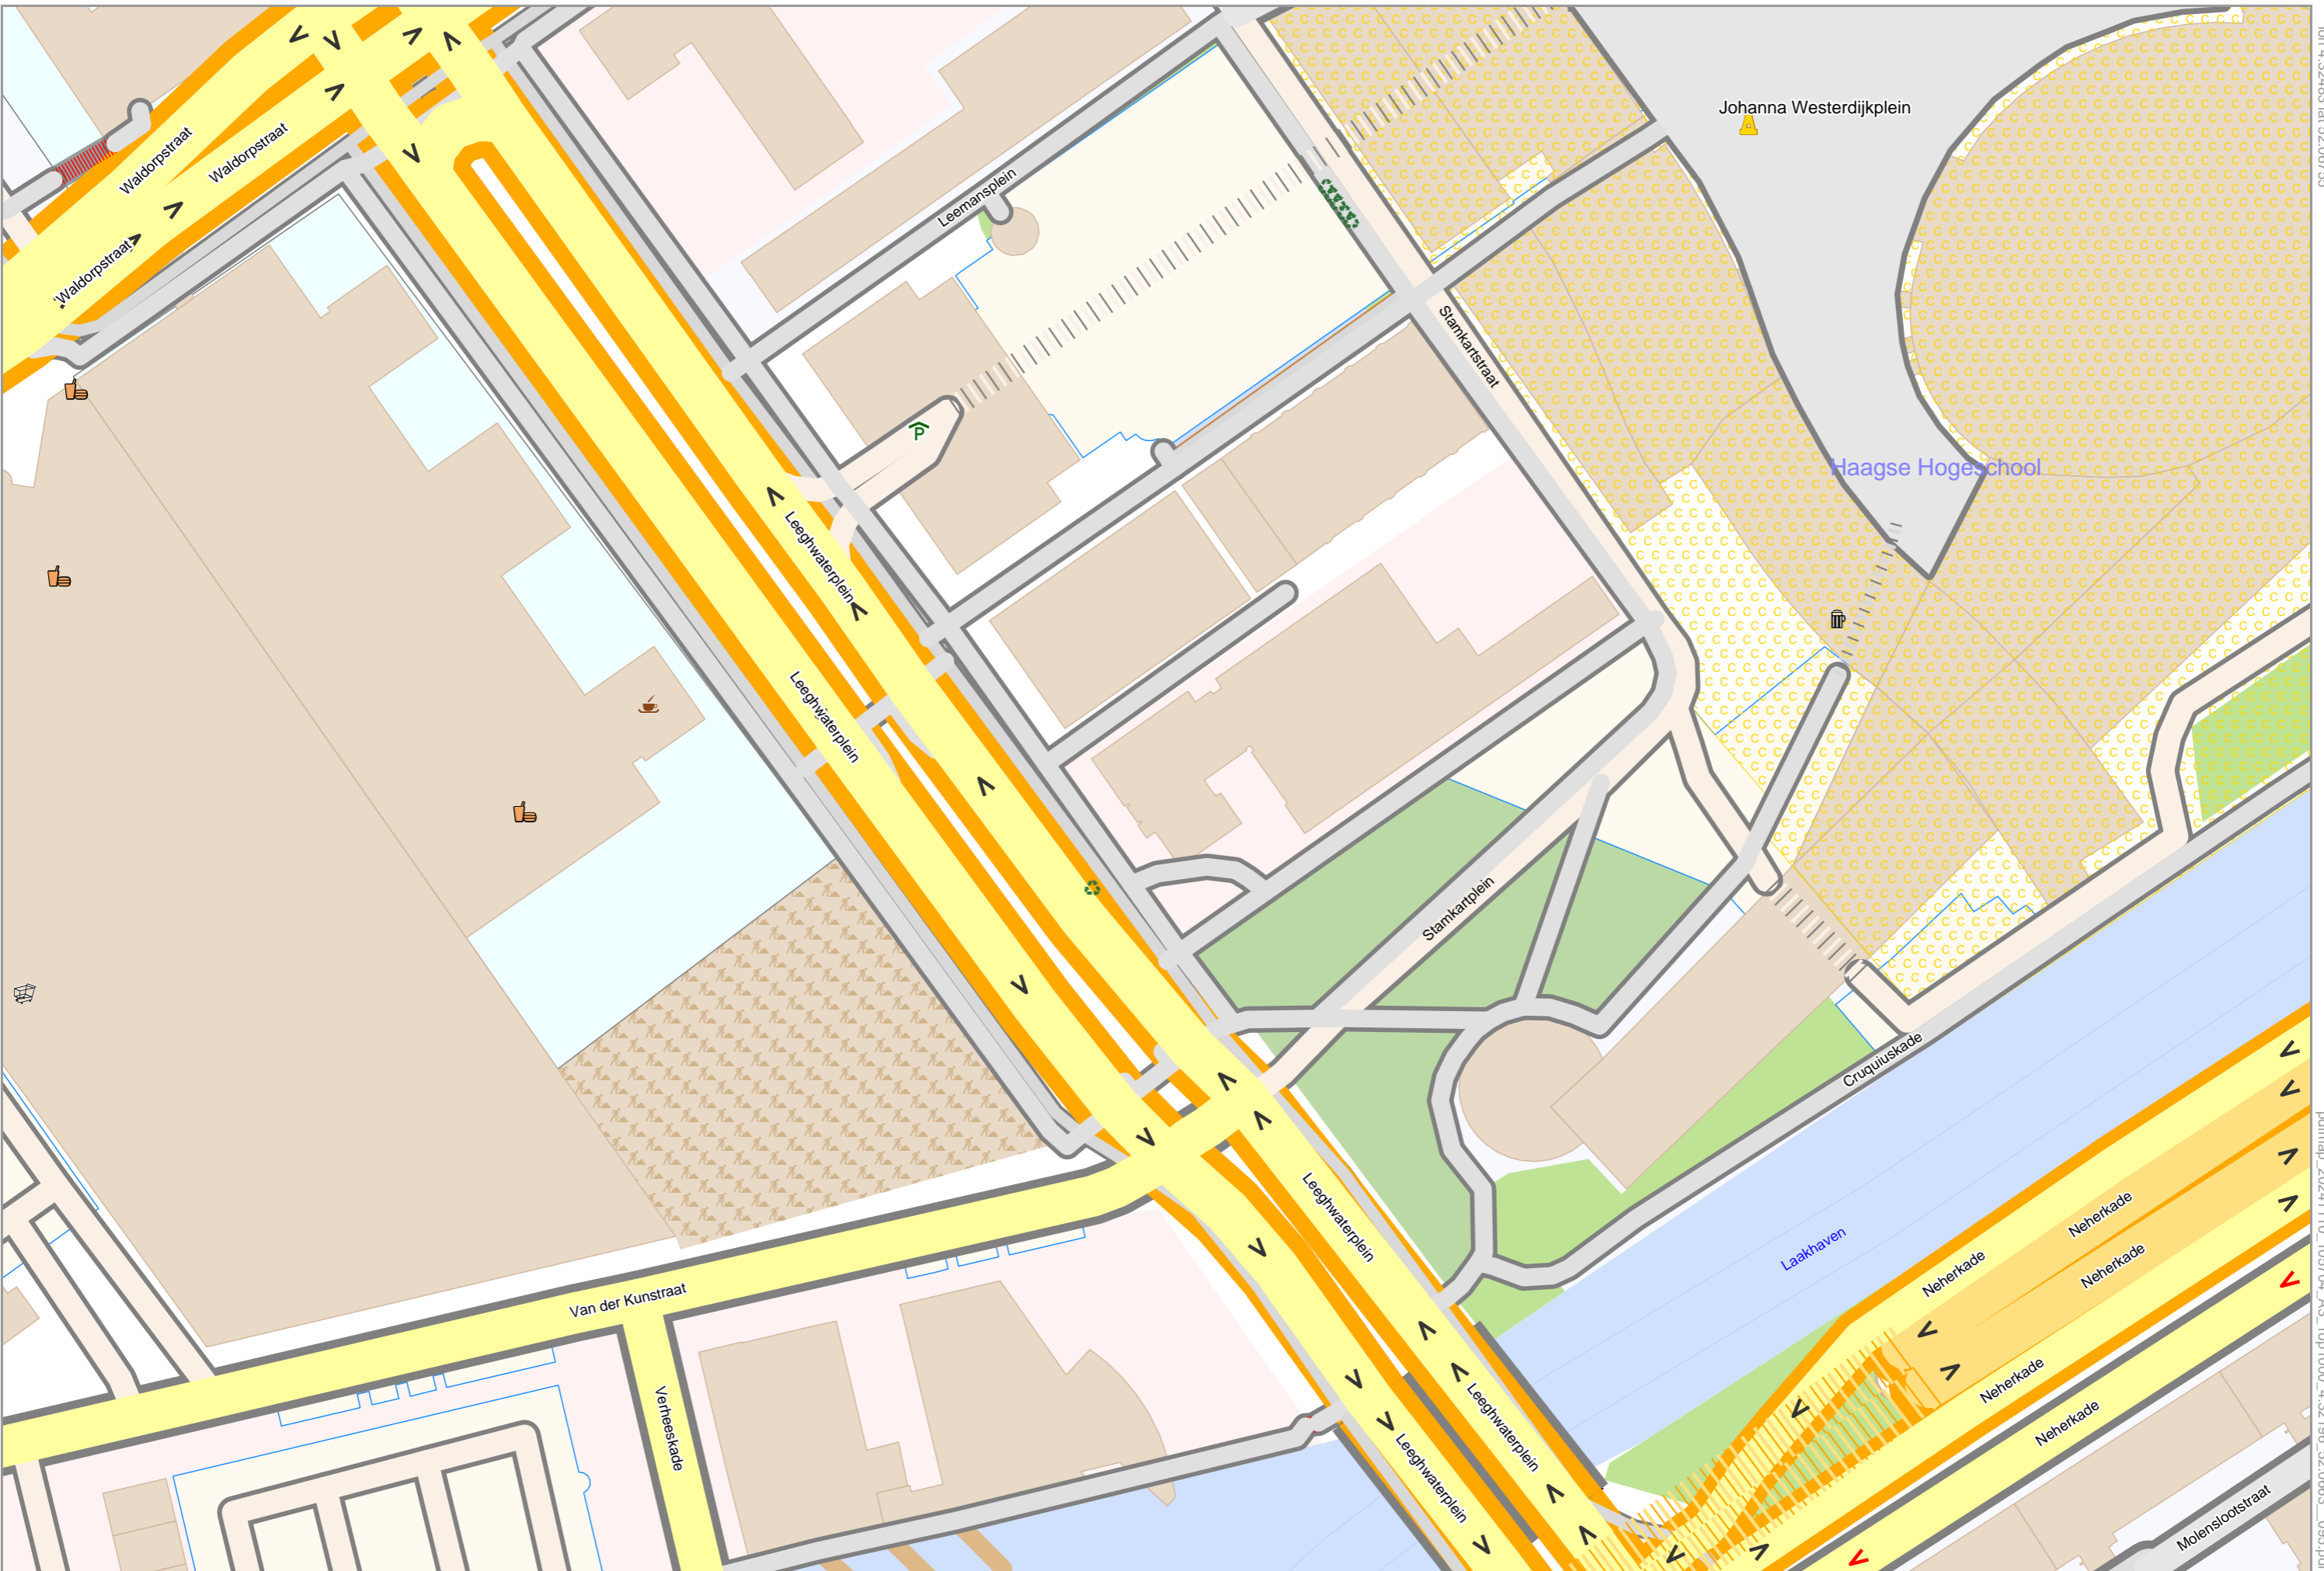 Johanna Westerdijkplein
Waldorpstraat
Waldorpstraat
Waldorpstraat
Leemansplein
Stamkartstraat
P
Haagse Hogeschool
Leeghwaterplein
Leeghwaterplein
Stamkartplein
Cruquiuskade
Leeghwaterplein
Neherkade
Laakhaven
Neherkade
Neherkade
Van der Kunstraat
Neherkade
Verheeskade
Leeghwaterplein
Neherkade
Leeghwaterplein
Molenslootstraat